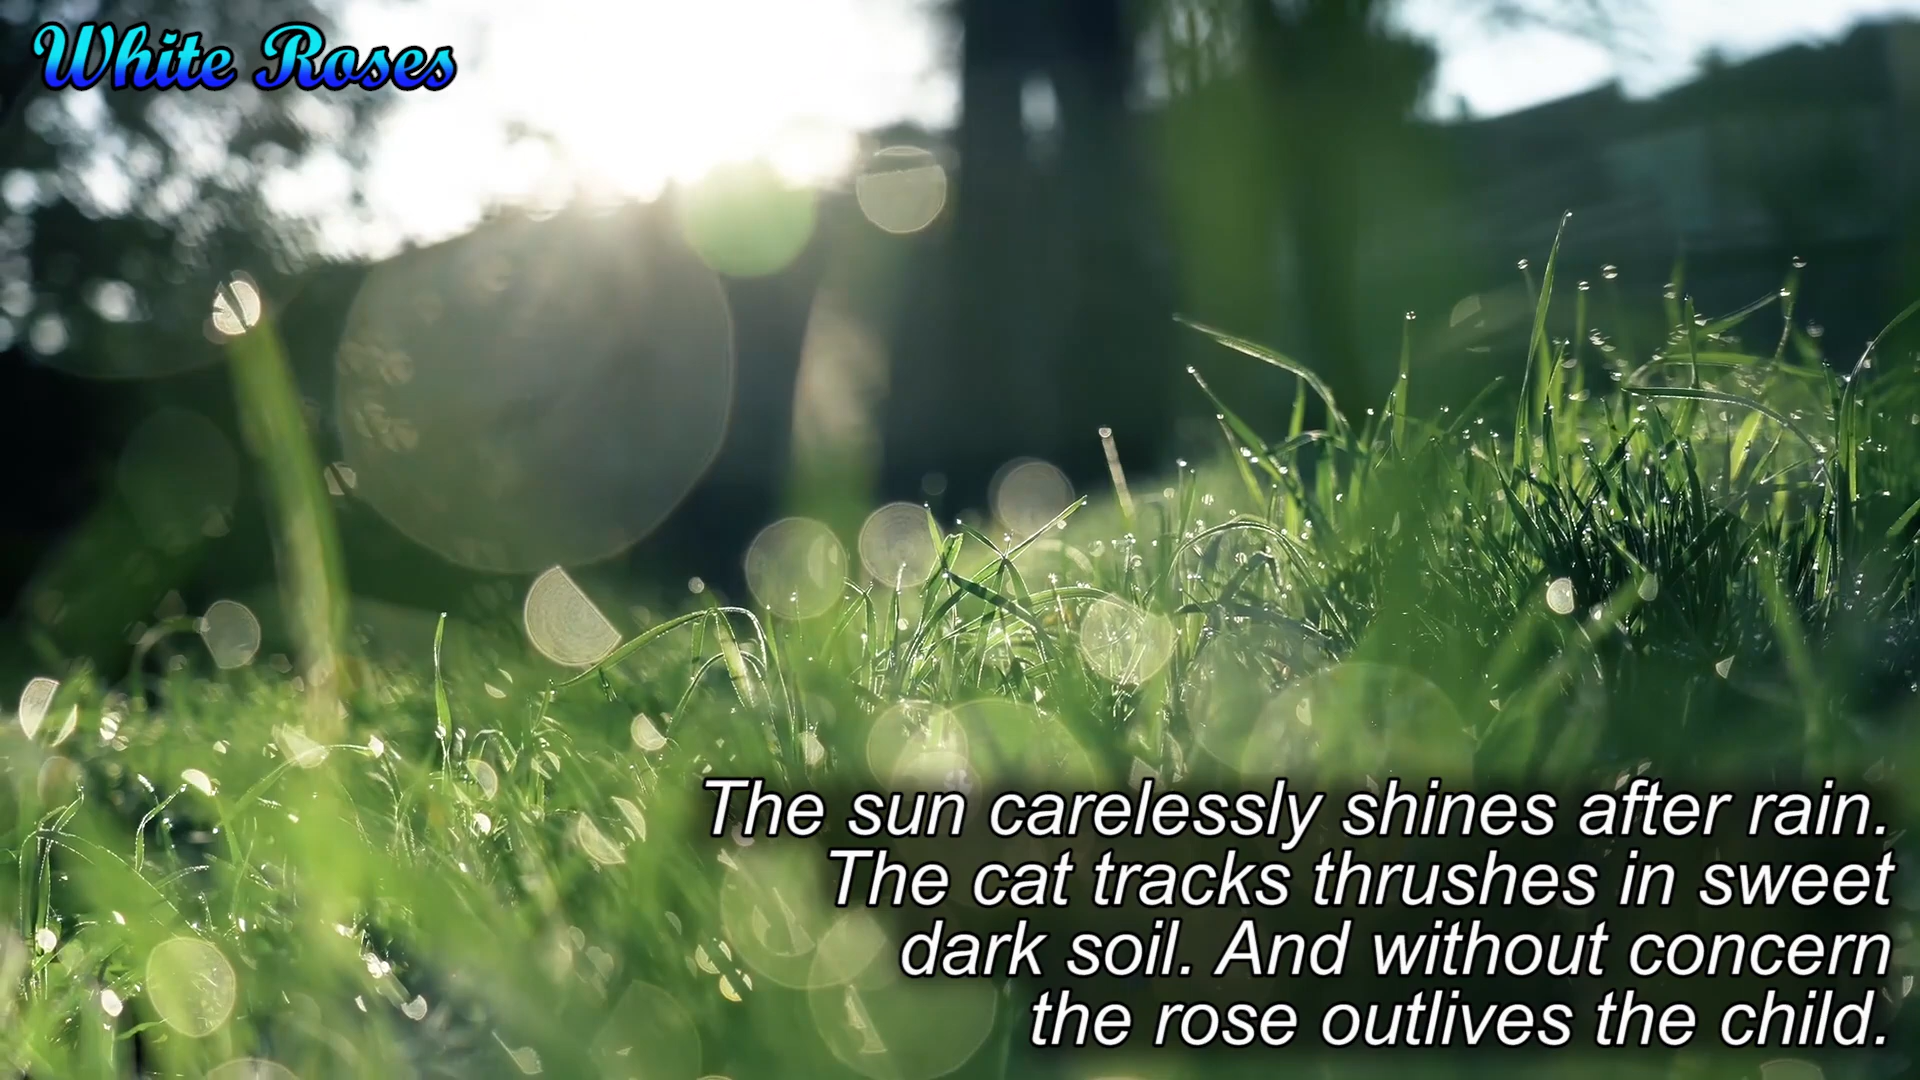 White Roses
The sun carelessly shines after rain.
The cat tracks thrushes in sweet
dark soil. And without concern
the rose outlives the child.